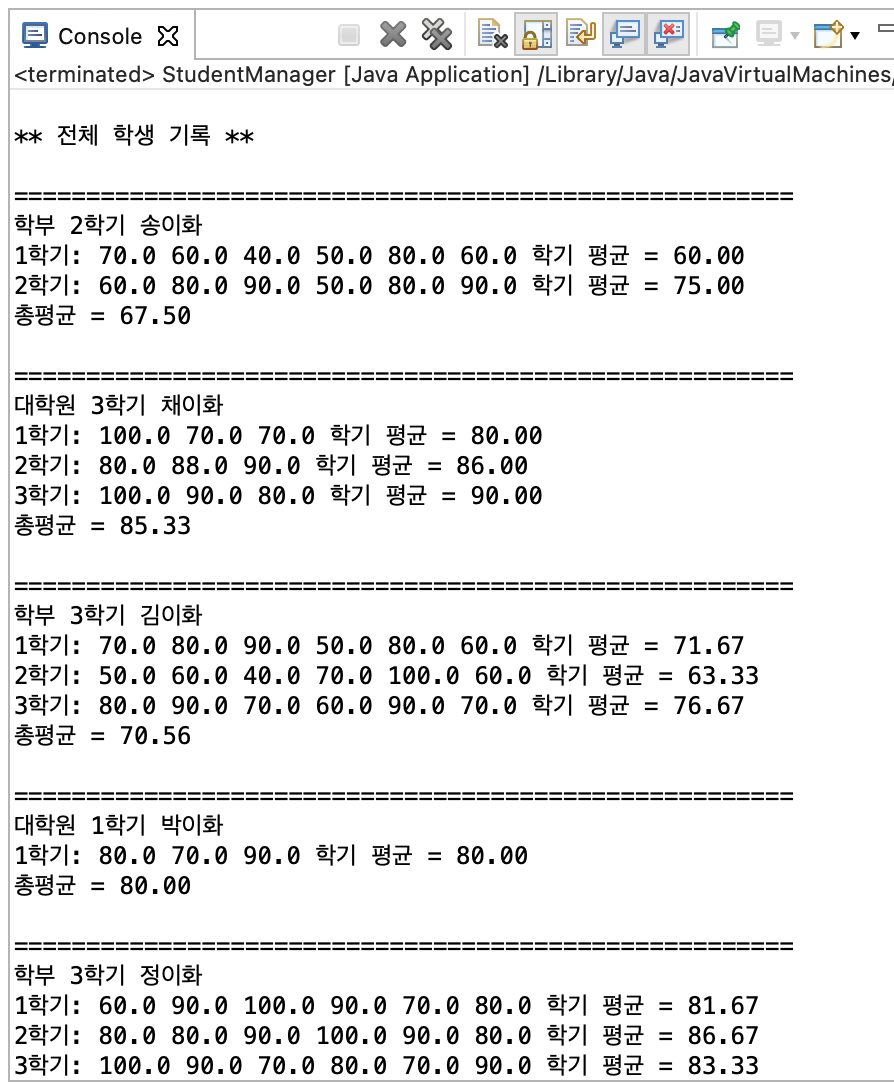 Console
<terminated> StudentManager [Java Application] /Library/Java/JavaVirtualMachines/
** 전체 학생 기록 **
======================================================
학부 2학기 송이화
1학기: 70.0 60.0 40.0 50.0 80.0 60.0 학기 평균 = 60.00
2학기: 60.0 80.0 90.0 50.0 80.0 90.0 학기 평균 = 75.00
총평균 = 67.50
======================================================
대학원 3학기 채이화
1학기: 100.0 70.0 70.0 학기 평균 = 80.00
2학기: 80.0 88.0 90.0 학기 평균 = 86.00
3학기: 100.0 90.0 80.0 학기 평균 = 90.00
총평균 = 85.33
======================================================
학부 3학기 김이화
1학기: 70.0 80.0 90.0 50.0 80.0 60.0 학기 평균 = 71.67
2학기: 50.0 60.0 40.0 70.0 100.0 60.0 학기 평균 = 63.33
3학기: 80.0 90.0 70.0 60.0 90.0 70.0 학기 평균 = 76.67
총평균 = 70.56
======================================================
대학원 1학기 박이화
1학기: 80.0 70.0 90.0 학기 평균 = 80.00
총평균 = 80.00
======================================================
학부 3학기 정이화
1학기: 60.0 90.0 100.0 90.0 70.0 80.0 학기 평균 = 81.67
2학기: 80.0 80.0 90.0 100.0 90.0 80.0 학기 평균 = 86.67
3학기: 100.0 90.0 70.0 80.0 70.0 90.0 학기 평균 = 83.33